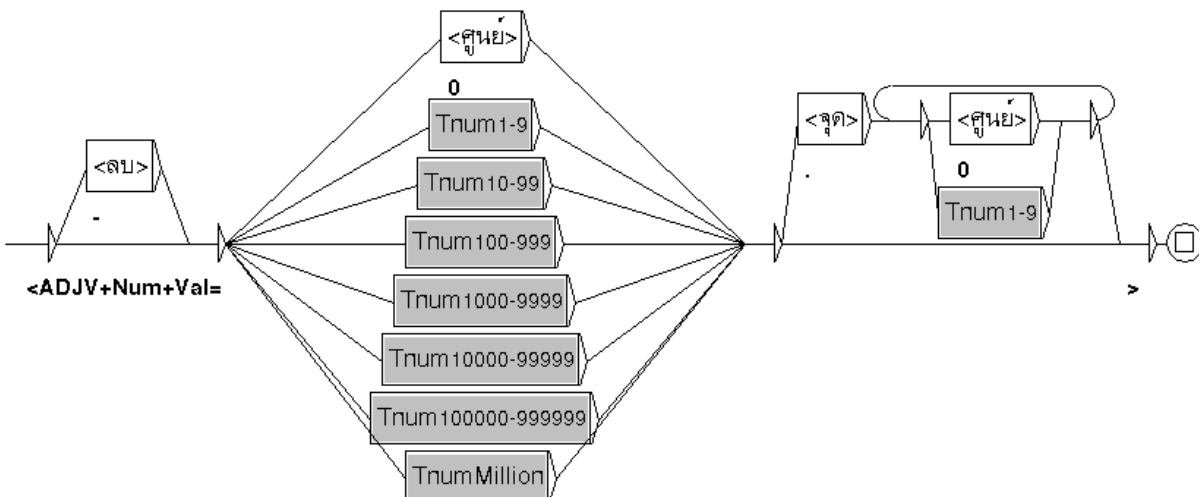 <ศูนย์>
0
Tnum1-9
<ลบ>
-
Tnum10-99
Tnum100-999
<ADJV+Num+Val=
Tnum1000-9999
Tnum10000-99999
Tnum100000-999999
TnumMillion
<จุด>
.
<ศูนย์>
0
Tnum1-9
>